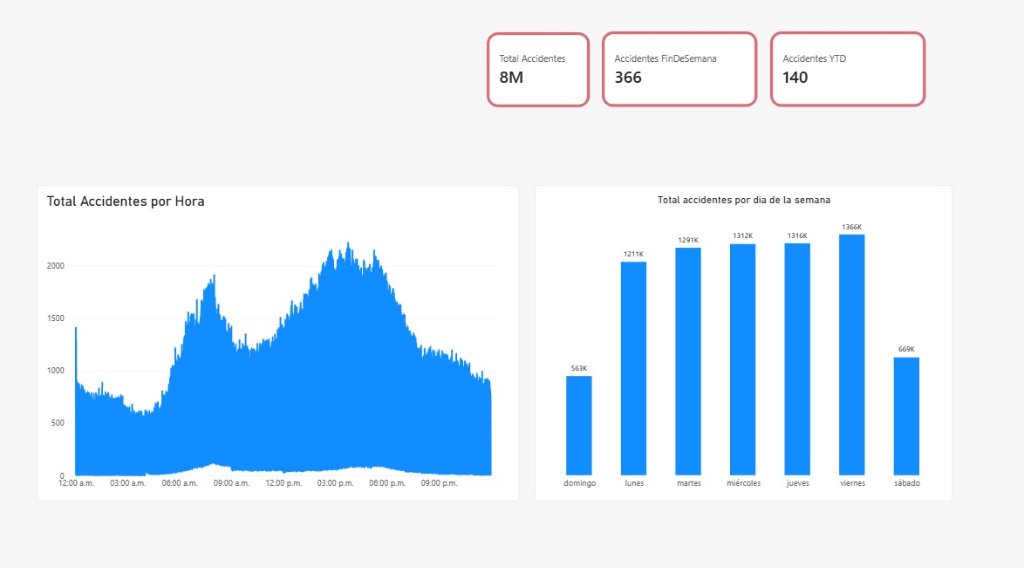 Total Accidentes
8M
Accidentes FinDeSemana
366
Accidentes YTD
140
Total Accidentes por Hora
2000
1500
1000
500
0
12:00 a.m. 03:00 a.m. 06:00 a.m. 09:00 a.m. 12:00 p.m. 03:00 p.m. 06:00 p.m. 09:00 p.m.
Total accidentes por dia de la semana
563K 1211K 1291K 1312K 1316K 1366K 669K
domingo lunes martes miércoles jueves viernes sábado